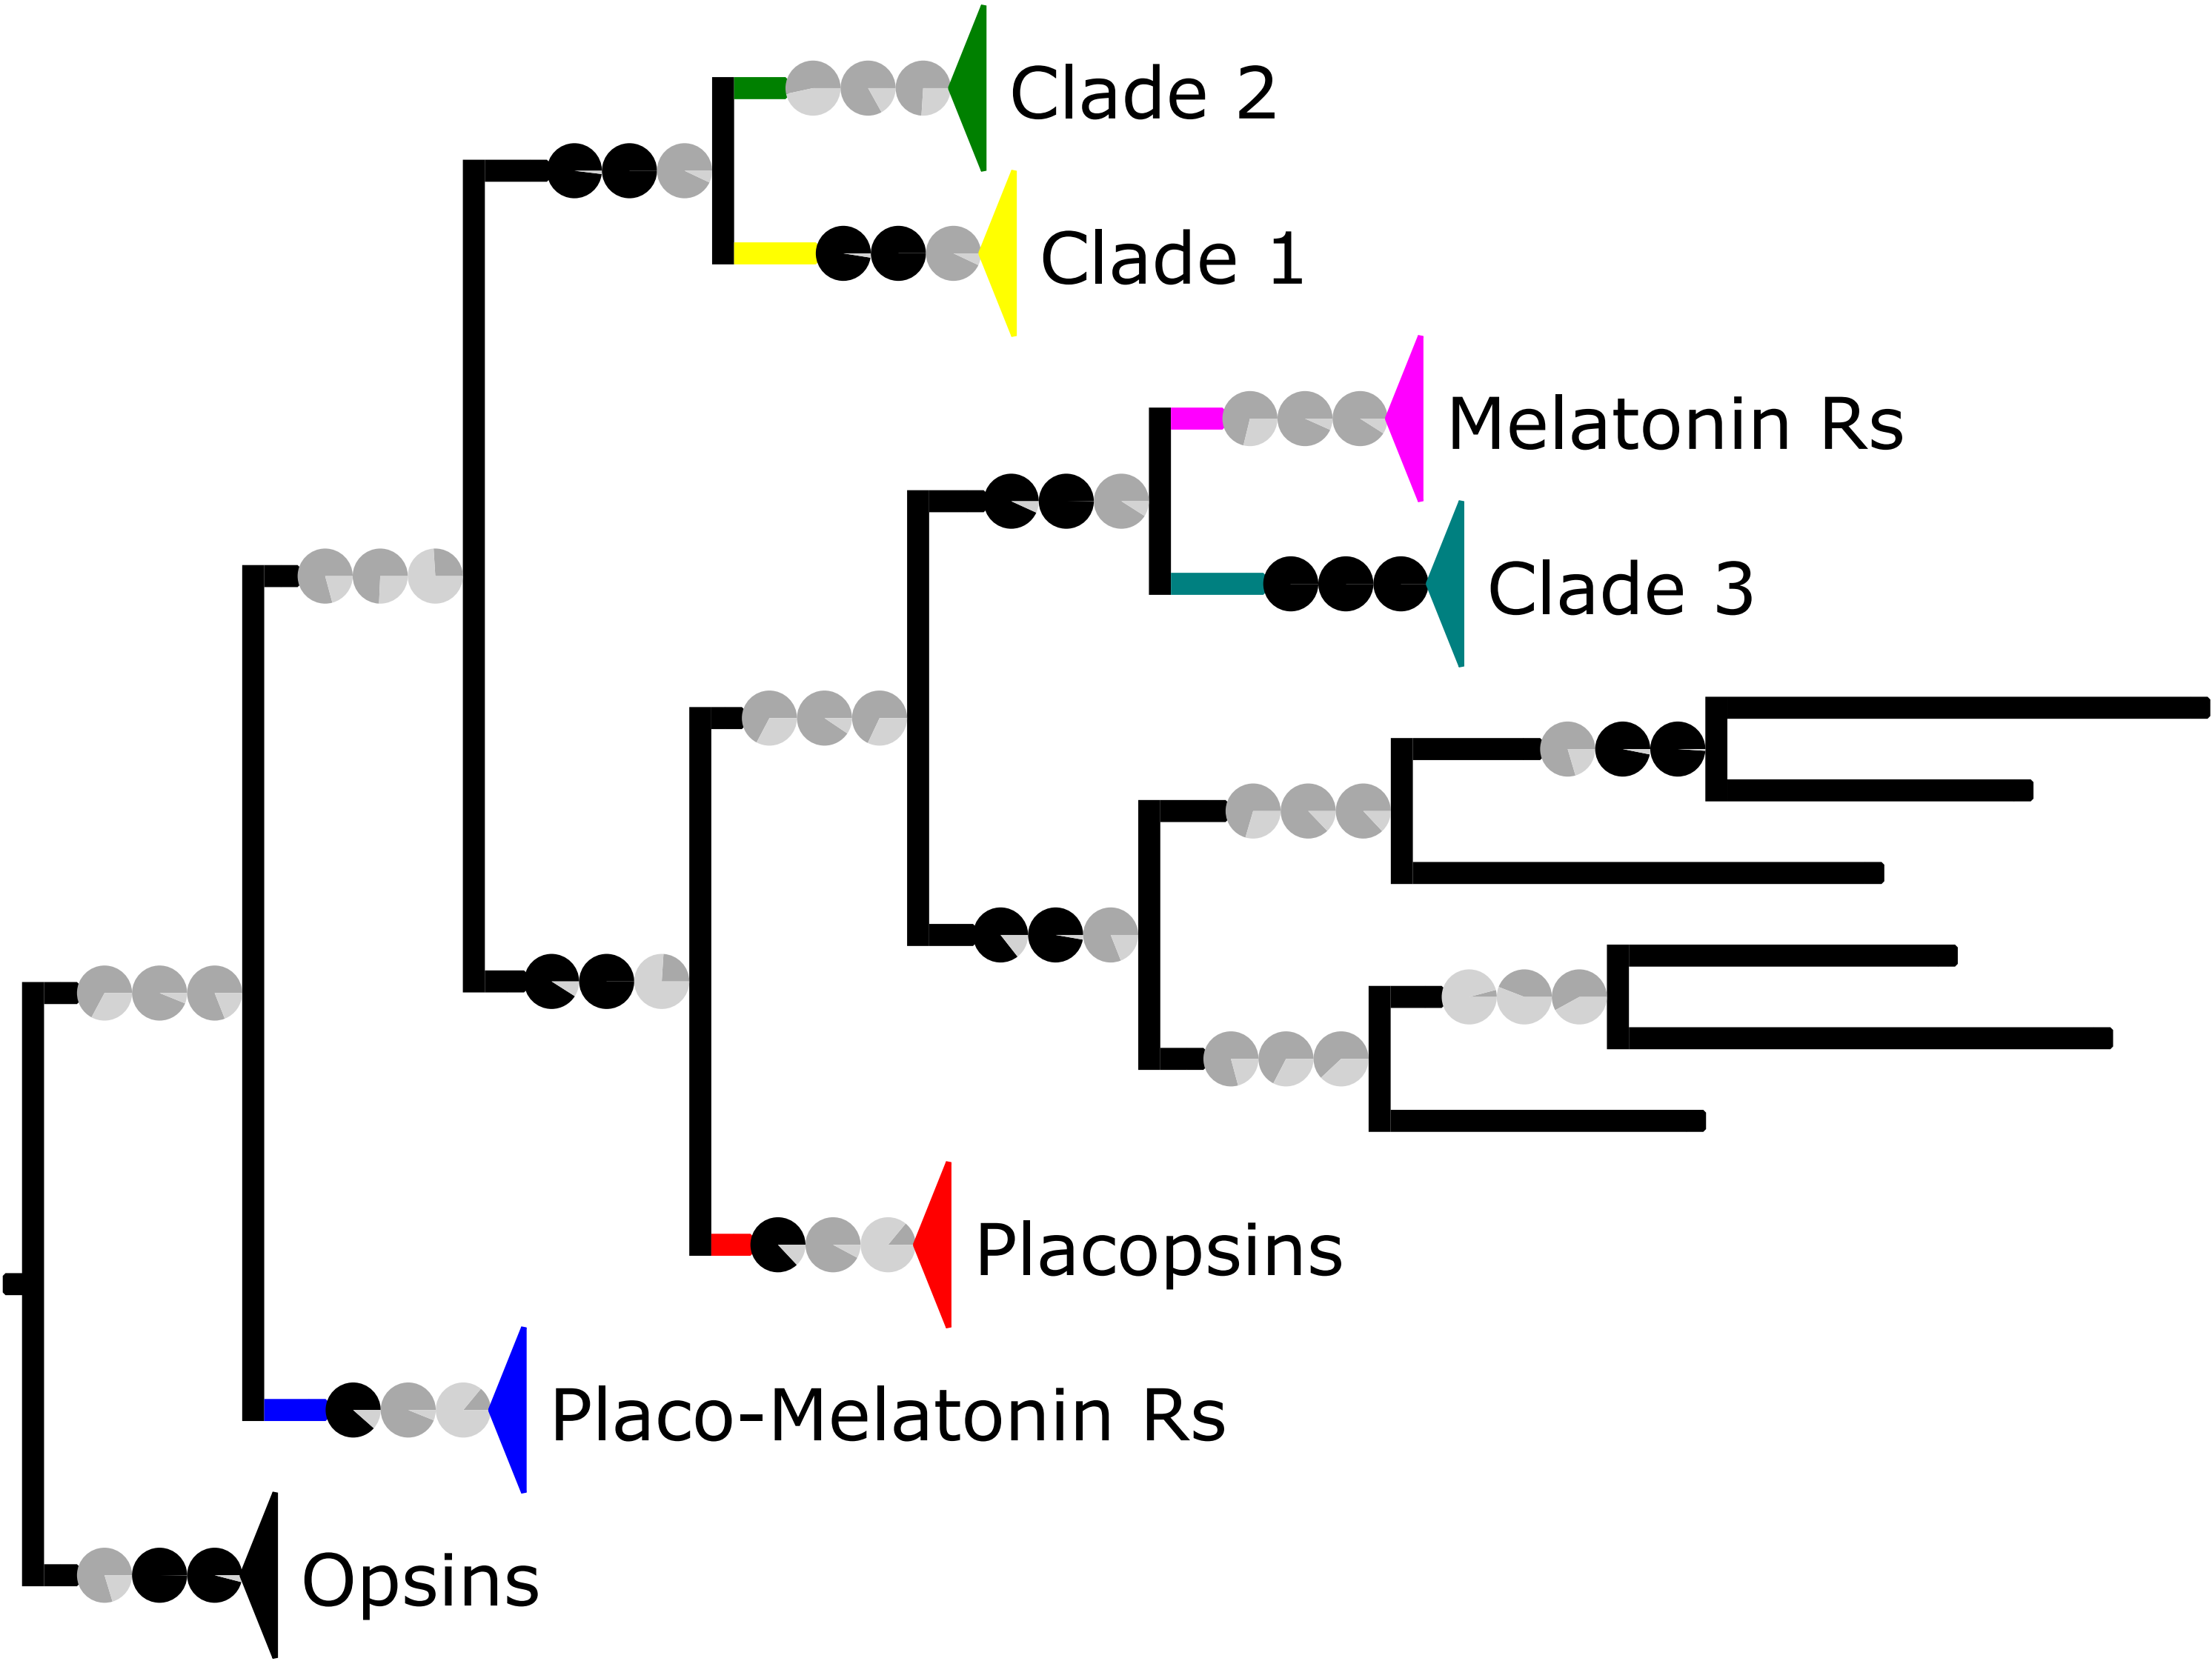 Clade 2
Clade 1
Melatonin Rs
Clade 3
Placopsins
Placo-Melatonin Rs
Opsins